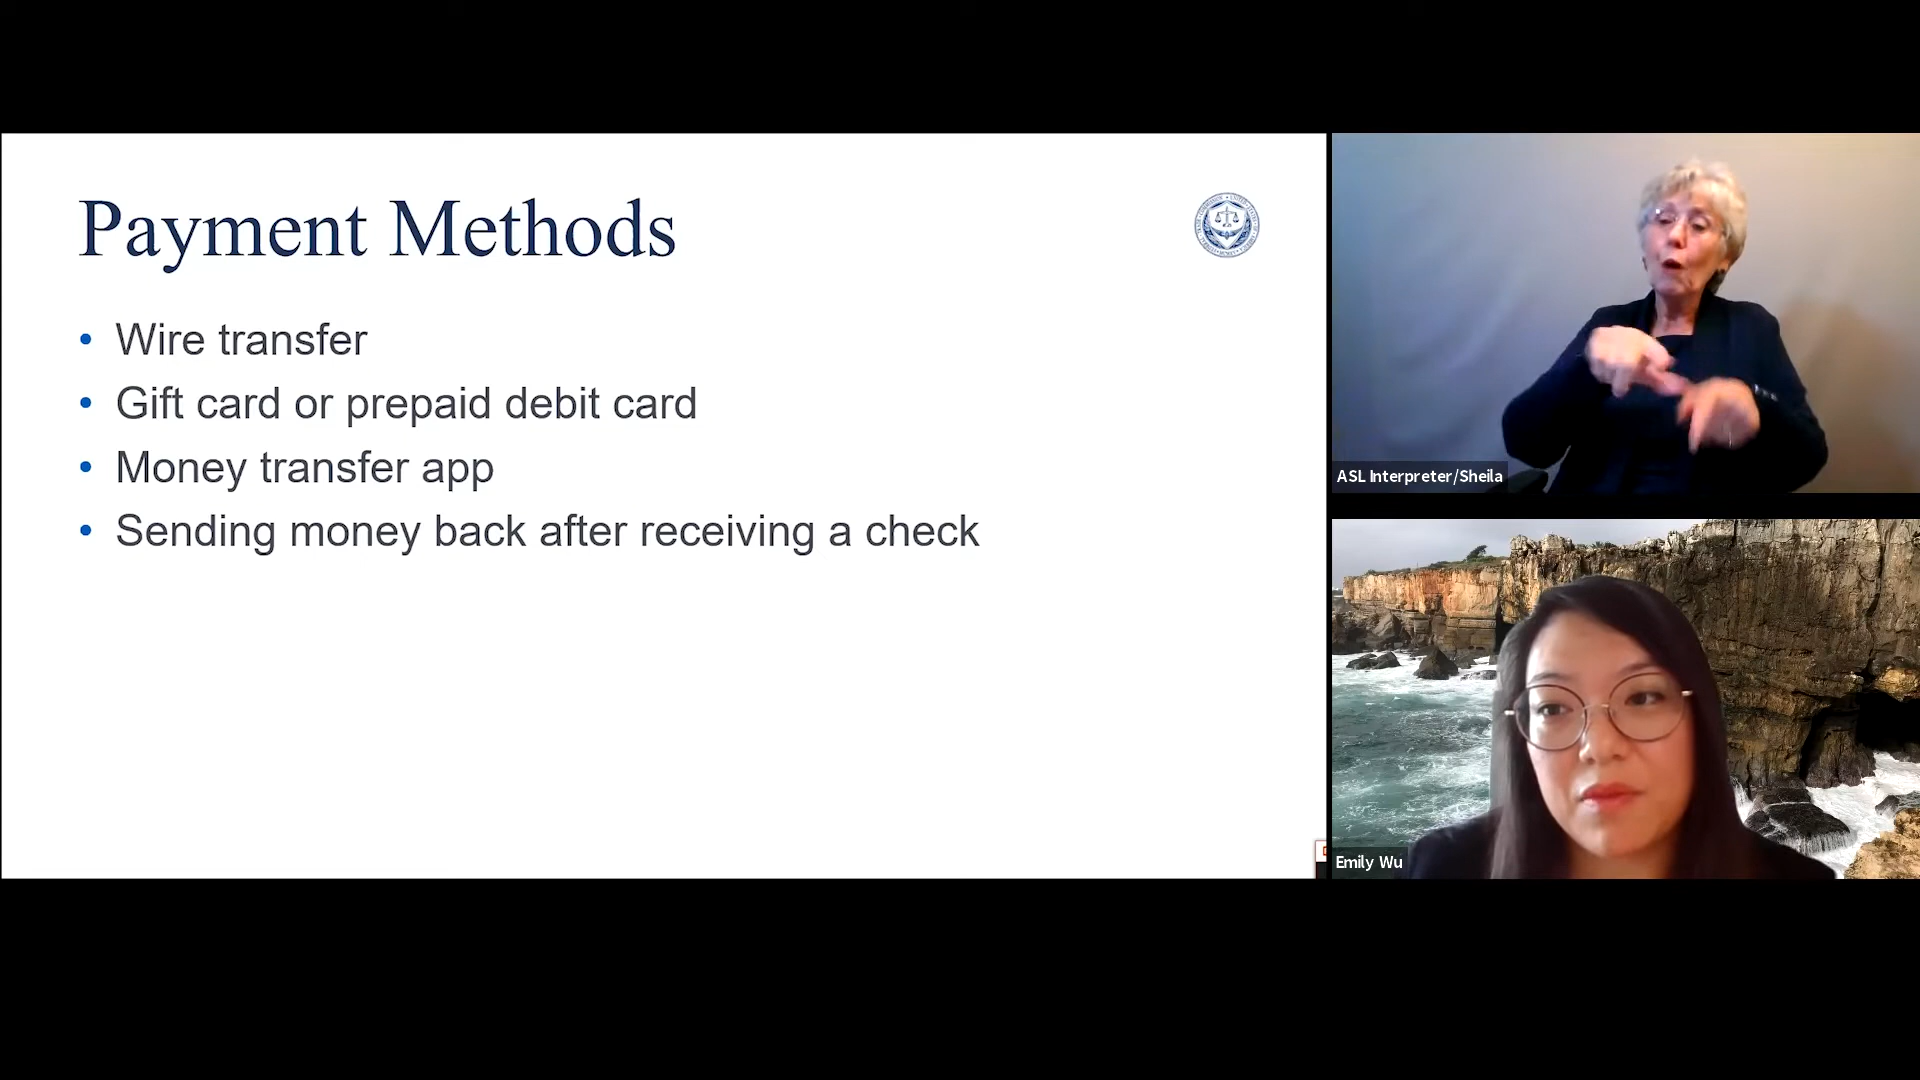 Payment Methods
• Wire transfer
• Gift card or prepaid debit card
• Money transfer app
• Sending money back after receiving a check
ASL Interpreter/Sheila
Emily Wu